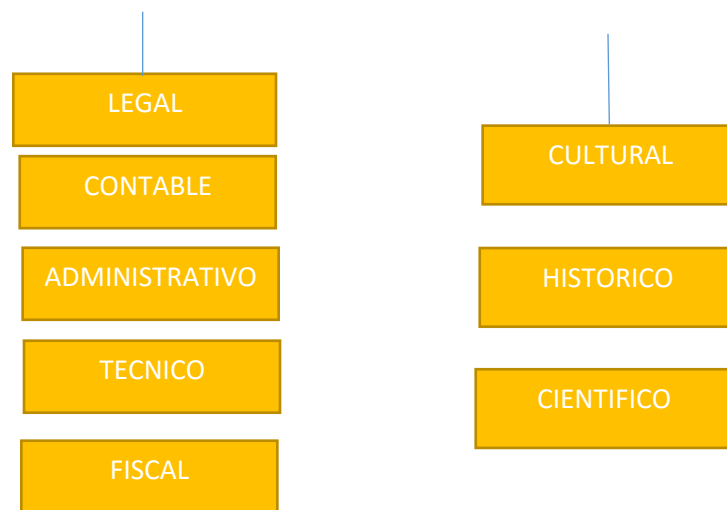 LEGAL
CONTABLE
ADMINISTRATIVO
TECNICO
FISCAL
CULTURAL
HISTORICO
CIENTIFICO